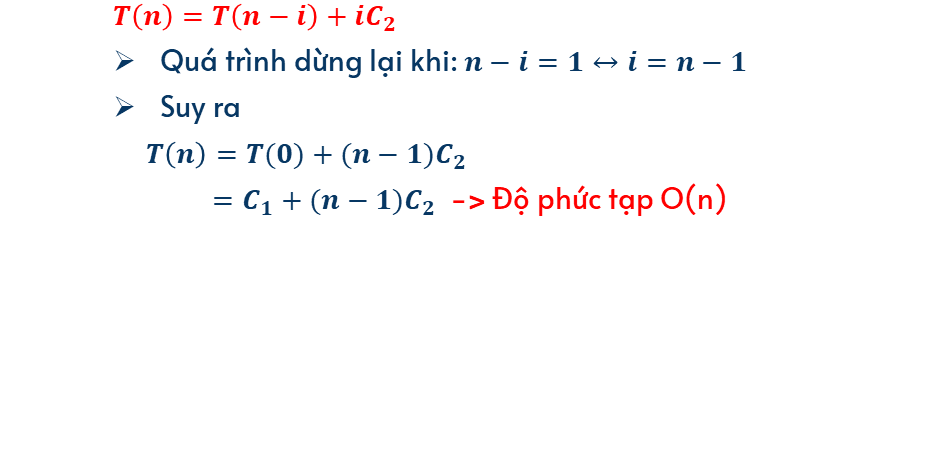 T(n) = T(n − i) + iC₂
➢ Quá trình dừng lại khi: n − i = 1 ↔ i = n − 1
➢ Suy ra
T(n) = T(0) + (n − 1)C₂
= C₁ + (n − 1)C₂ –> Độ phức tạp O(n)